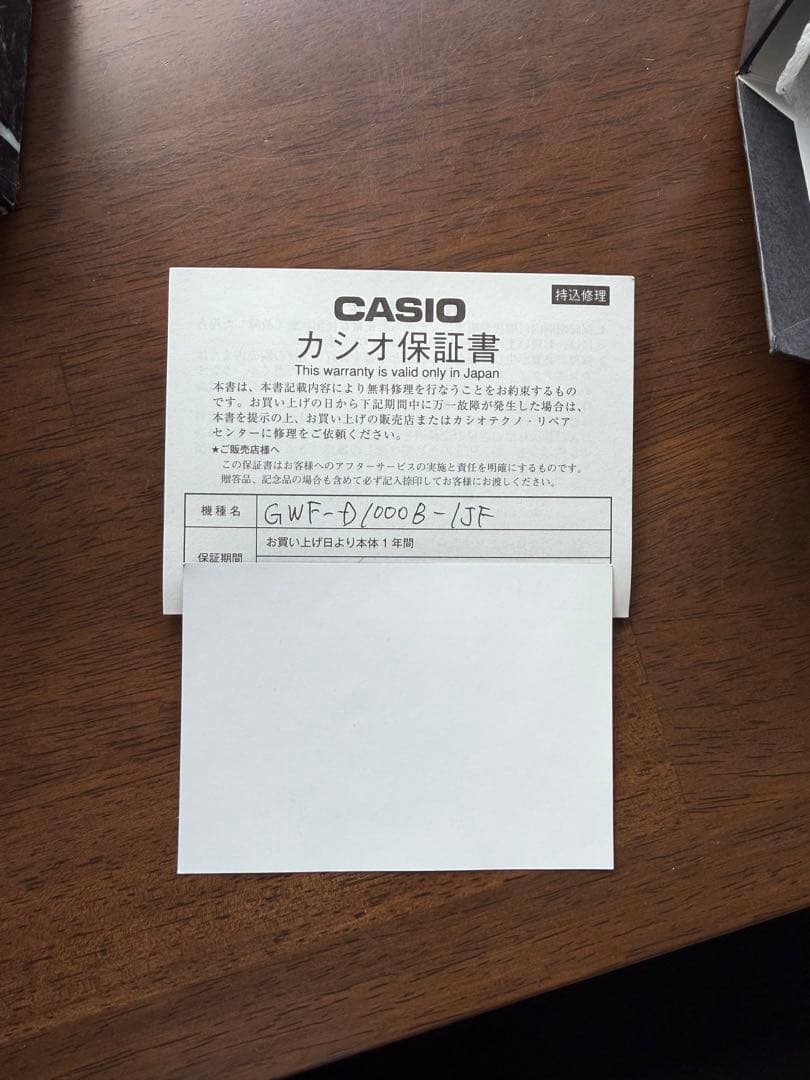 持込修理
CASIO
カシオ保証書
This warranty is valid only in Japan
本書は、本書記載内容により無料修理を行なうことをお約束するもの
です。お買い上げの日から下記期間中に万一故障が発生した場合は、
本書を提示の上、お買い上げの販売店またはカシオテクノ・リペア
センターに修理をご依頼ください。
★ご販売店様へ
この保証書はお客様へのアフターサービスの実施と責任を明確にするものです。
贈答品、記念品の場合も含めて必ず記入捺印してお客様にお渡しください。
機種名 GWF-D1000B-1JF
保証期間 お買い上げ日より本体1年間